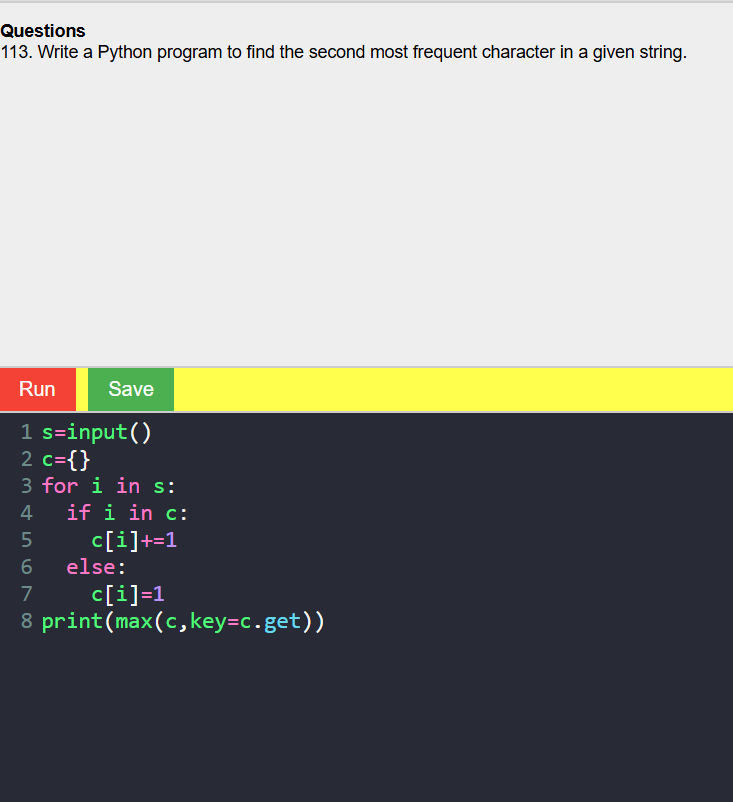 Questions
113. Write a Python program to find the second most frequent character in a given string.
Run Save
1 s=input()
2 c={}
3 for i in s:
4   if i in c:
5     c[i]+=1
6   else:
7     c[i]=1
8 print(max(c,key=c.get))